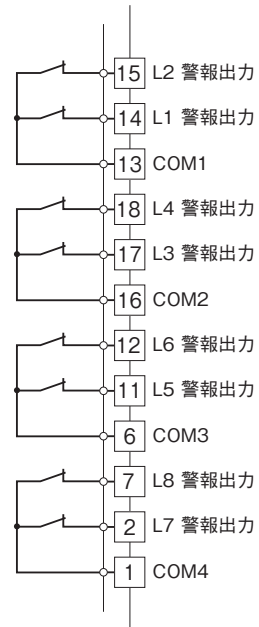 15 L2 警報出力
14 L1 警報出力
13 COM1
18 L4 警報出力
17 L3 警報出力
16 COM2
12 L6 警報出力
11 L5 警報出力
6 COM3
7 L8 警報出力
2 L7 警報出力
1 COM4